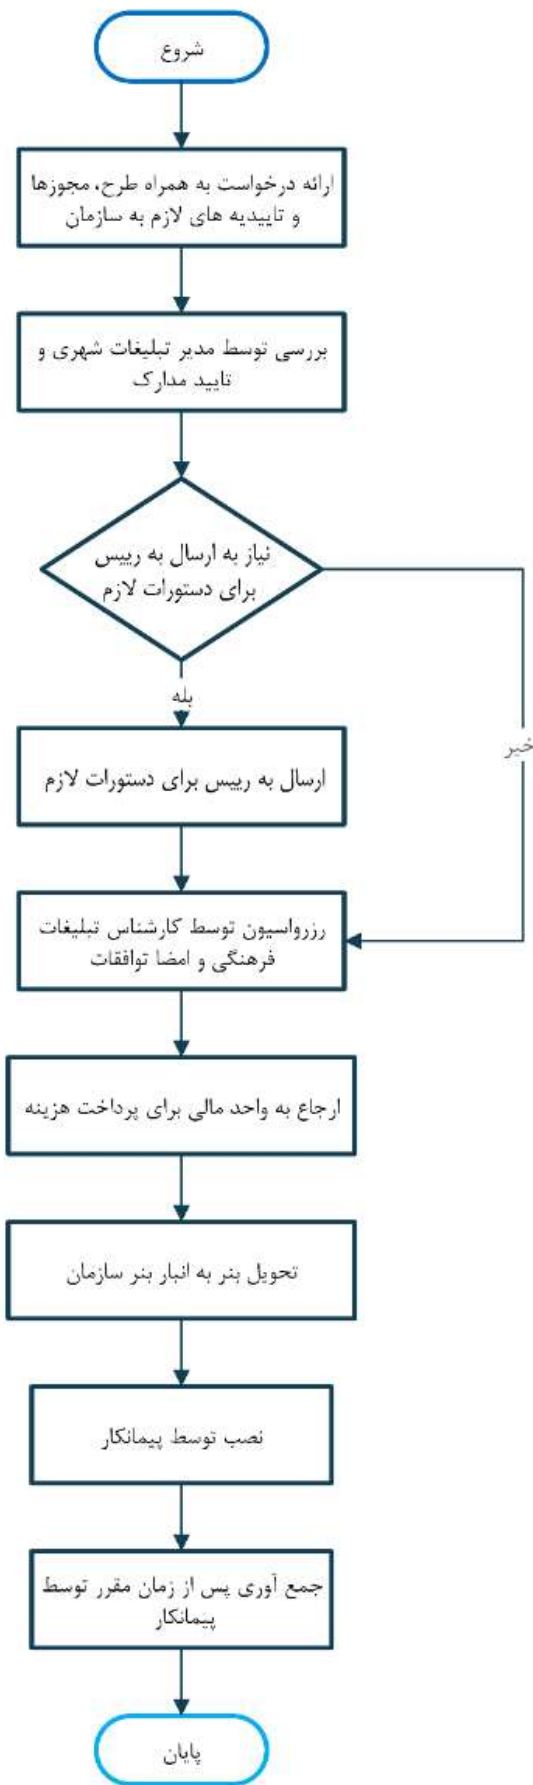 شروع
ارائه درخواست به همراه طرح، مجوزها
و تاییدیه های لازم به سازمان
بررسی توسط مدیر تبلیغات شهری و
تایید مدارک
نیاز به ارسال به رییس
برای دستورات لازم
بله
خیر
ارسال به رییس برای دستورات لازم
رزرواسیون توسط کارشناس تبلیغات
فرهنگی و امضا توافقات
ارجاع به واحد مالی برای پرداخت هزینه
تحویل بنر به انبار بنر سازمان
نصب توسط پیمانکار
جمع آوری پس از زمان مقرر توسط
پیمانکار
پایان